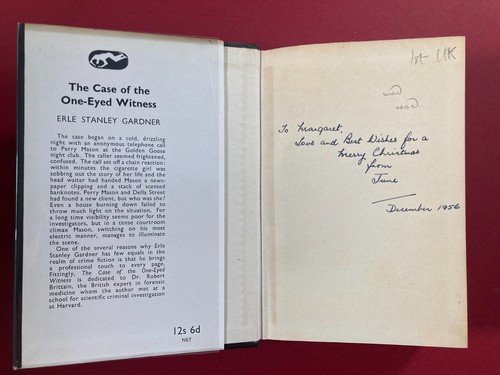 The Case of the
One-Eyed Witness
ERLE STANLEY GARDNER
The case began on a cold, drizzling
night with an anonymous telephone call
to Perry Mason at the Golden Goose
night club. The caller seemed frightened,
confused. The call set off a chain reaction:
within minutes the cigarette girl was
sobbing out the story of her life and the
head waiter had handed Mason a news-
paper clipping and a stack of scented
banknotes. Perry Mason and Della Street
had found a new client, but who was she?
Even a house burning down failed to
throw much light on the situation. For
a long time visibility seems poor for the
investigators, but in a tense courtroom
climax Mason, switching on his most
electric manner, manages to illuminate
the scene.
One of the several reasons why Erle
Stanley Gardner has few equals in the
realm of crime fiction is that he brings
a professional touch to every page.
Fittingly, The Case of the One-Eyed
Witness is dedicated to Dr. Robert
Brittain, the British expert in forensic
medicine whom the author met at a
school for scientific criminal investigation
at Harvard.
12s 6d
NET
1st UK
read
To Margaret,
Love and Best Wishes for a
Merry Christmas
from
June
December 1956